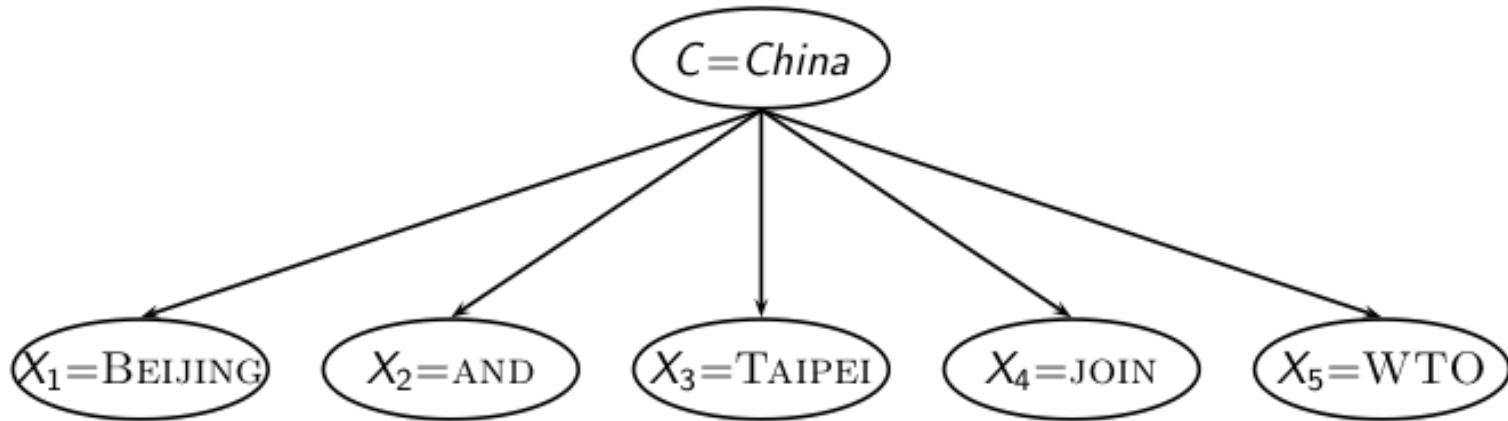 C=China
X₁=BEIJING X₂=AND X₃=TAIPEI X₄=JOIN X₅=WTO